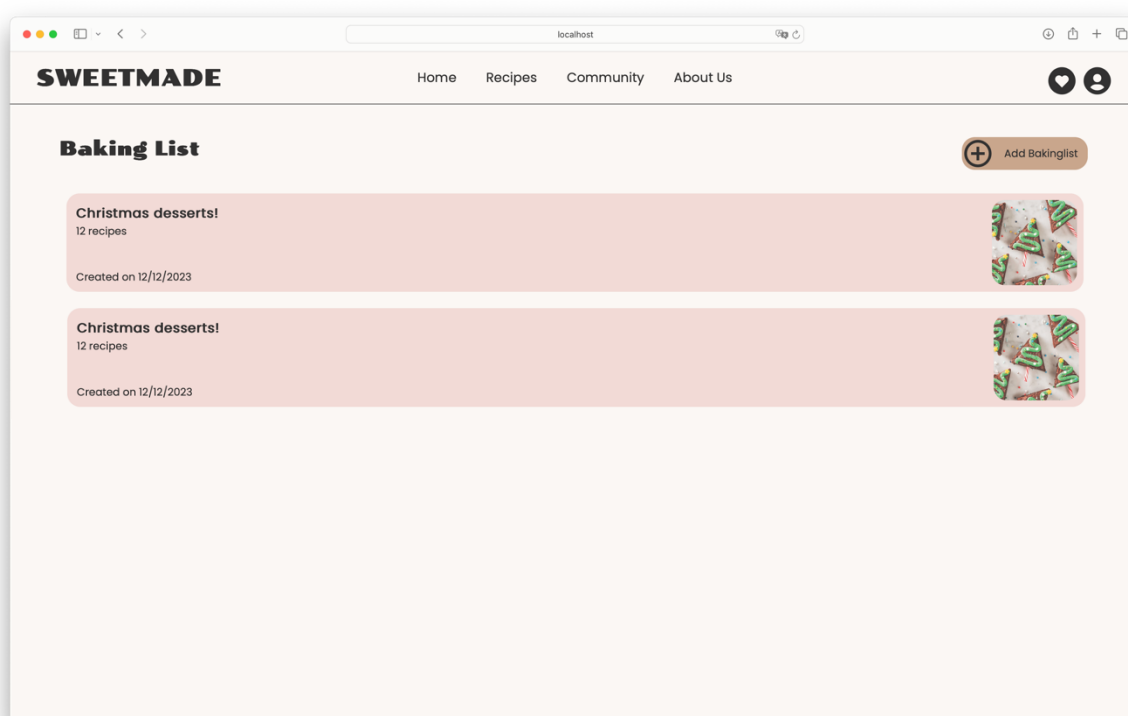 localhost
SWEETMADE
Home Recipes Community About Us
Baking List
Add Bakinglist
Christmas desserts!
12 recipes
Created on 12/12/2023
Christmas desserts!
12 recipes
Created on 12/12/2023